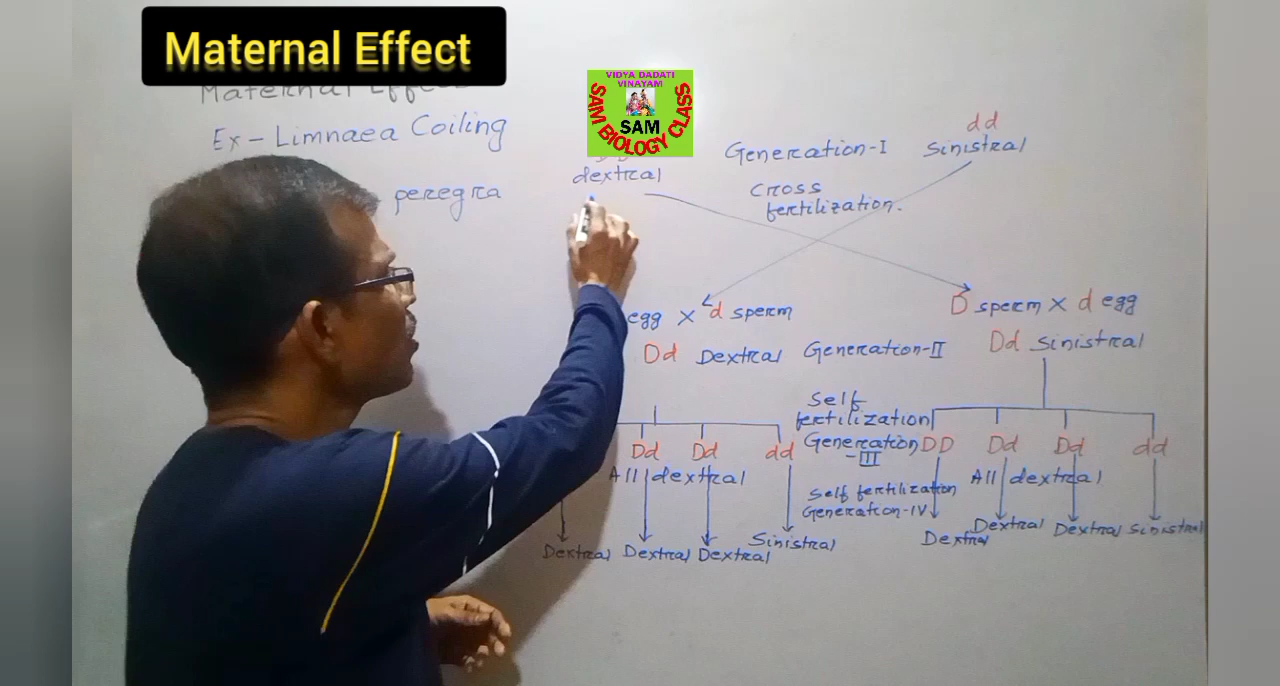 Maternal Effect
Maternal Effect
Ex - Limnaea Coiling
peregra
VIDYA DADATI
VINAYAM
SAM BIOLOGY CLASS
SAM
dextral
Generation-I
dd
Sinistral
Cross
fertilization.
egg × d sperm
D sperm × d egg
Dd Dextral Generation-II
Dd sinistral
Self
fertilization
Generation
-III
Dd Dd dd
DD Dd Dd dd
All dextral
All dextral
Self fertilization
Generation-IV
Dextral Dextral Dextral Sinistral
Dextral Dextral Dextral Sinistral